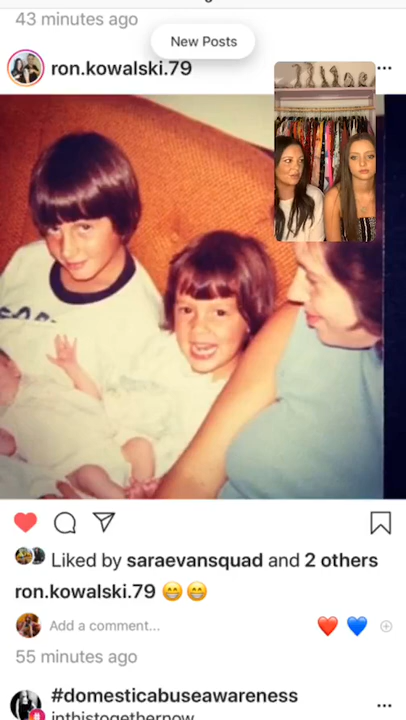 43 minutes ago
New Posts
ron.kowalski.79
Liked by saraevansquad and 2 others
ron.kowalski.79 😁😁
Add a comment...
55 minutes ago
#domesticabuseawareness
inthistogethernow